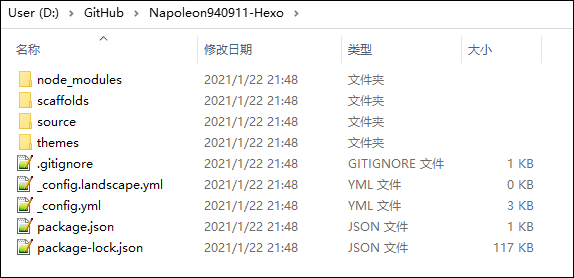 User (D:) > GitHub > Napoleon940911-Hexo >
名称 修改日期 类型 大小
node_modules 2021/1/22 21:48 文件夹
scaffolds 2021/1/22 21:48 文件夹
source 2021/1/22 21:48 文件夹
themes 2021/1/22 21:48 文件夹
.gitignore 2021/1/22 21:48 GITIGNORE 文件 1 KB
_config.landscape.yml 2021/1/22 21:48 YML 文件 0 KB
_config.yml 2021/1/22 21:48 YML 文件 3 KB
package.json 2021/1/22 21:48 JSON 文件 1 KB
package-lock.json 2021/1/22 21:48 JSON 文件 117 KB